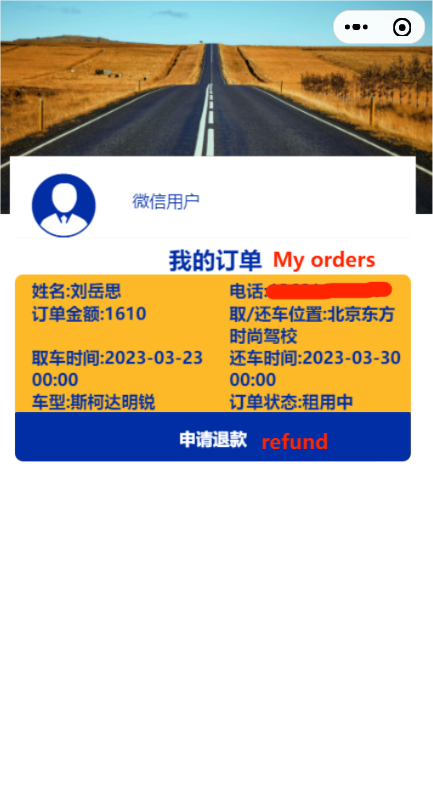 微信用户
我的订单 My orders
姓名:刘岳思
电话:
订单金额:1610
取/还车位置:北京东方
时尚驾校
取车时间:2023-03-23
00:00
还车时间:2023-03-30
00:00
车型:斯柯达明锐
订单状态:租用中
申请退款 refund